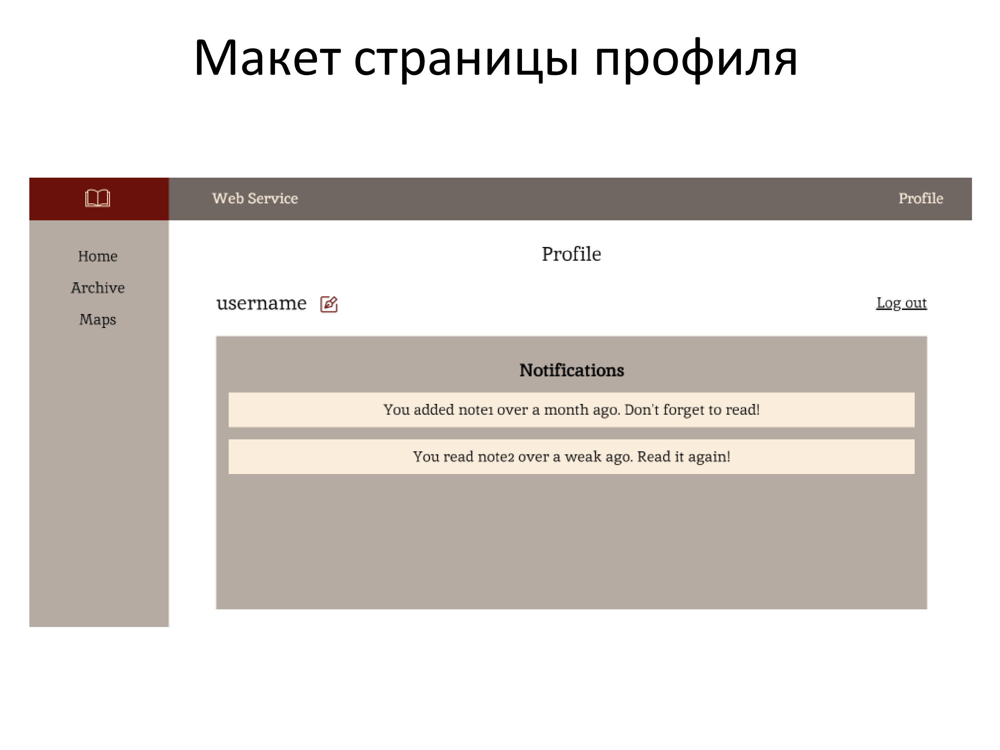 Макет страницы профиля
Web Service
Profile
Home
Archive
Maps
Profile
username
Log out
Notifications
You added note1 over a month ago. Don't forget to read!
You read note2 over a weak ago. Read it again!